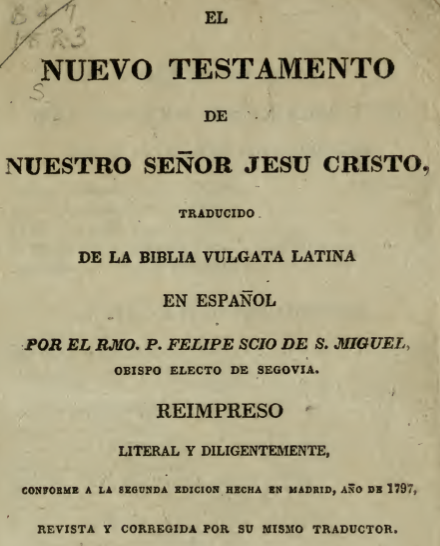 B 47
1823
S
EL
NUEVO TESTAMENTO
DE
NUESTRO SEÑOR JESU CRISTO,
TRADUCIDO
DE LA BIBLIA VULGATA LATINA
EN ESPAÑOL
POR EL RMO. P. FELIPE SCIO DE S. MIGUEL,
OBISPO ELECTO DE SEGOVIA.
REIMPRESO
LITERAL Y DILIGENTEMENTE,
CONFORME A LA SEGUNDA EDICION HECHA EN MADRID, AÑO DE 1797,
REVISTA Y CORREGIDA POR SU MISMO TRADUCTOR.